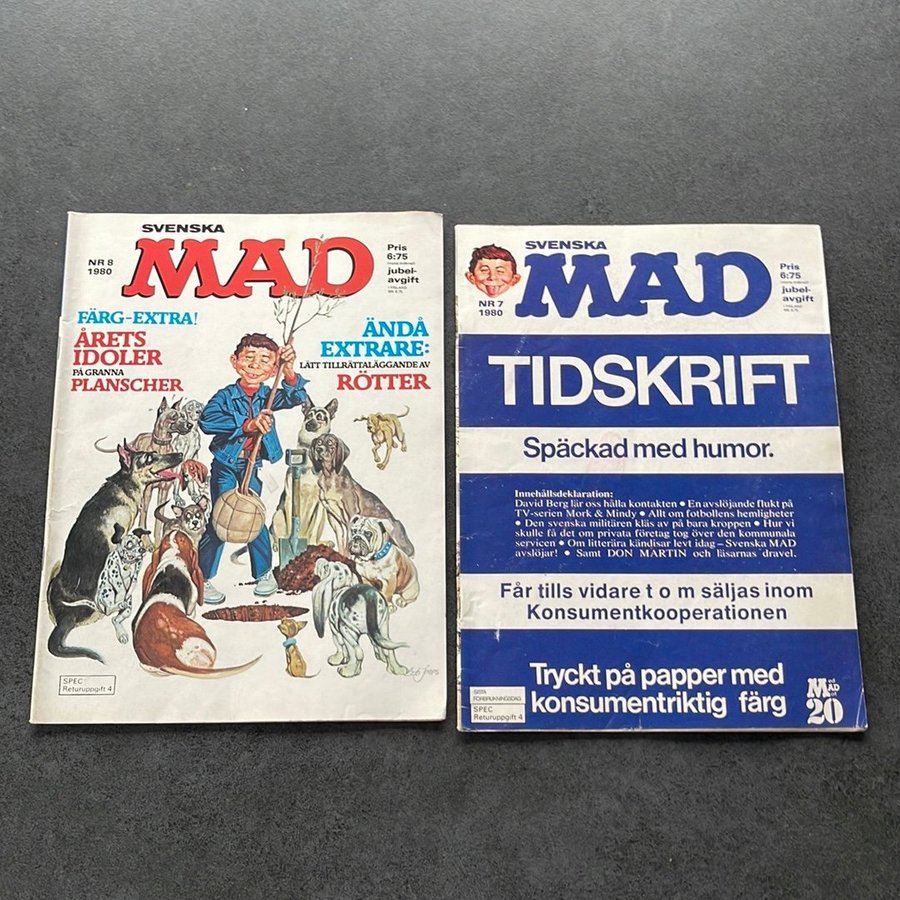 SVENSKA
MAD
NR 8
1980
Pris
6:75
jubel-
avgift
FÄRG-EXTRA!
ÅRETS
IDOLER
PÅ GRANNA
PLANSCHER
ÄNDÅ
EXTRARE:
LÄTT TILLRÄTTALÄGGANDE AV
RÖTTER
SPEC
Returuppgift 4
SVENSKA
MAD
NR 7
1980
Pris
6:75
jubel-
avgift
TIDSKRIFT
Späckad med humor.
Innehållsdeklaration:
David Berg lär oss hålla kontakten • En avslöjande flukt på
TV-serien Mork & Mindy • Allt om fotbollens hemligheter
• Den svenska militären kläs av på bara kroppen • Hur vi
skulle få det om privata företag tog över den kommunala
servicen • Om litterära kändisar levt idag – Svenska MAD
avslöjar! • Samt DON MARTIN och läsarnas dravel.
Får tills vidare t o m säljas inom
Konsumentkooperationen
Tryckt på papper med
konsumentriktig färg
SISTA
FÖRBRUKNINGSDAG
SPEC
Returuppgift 4
MAD
20